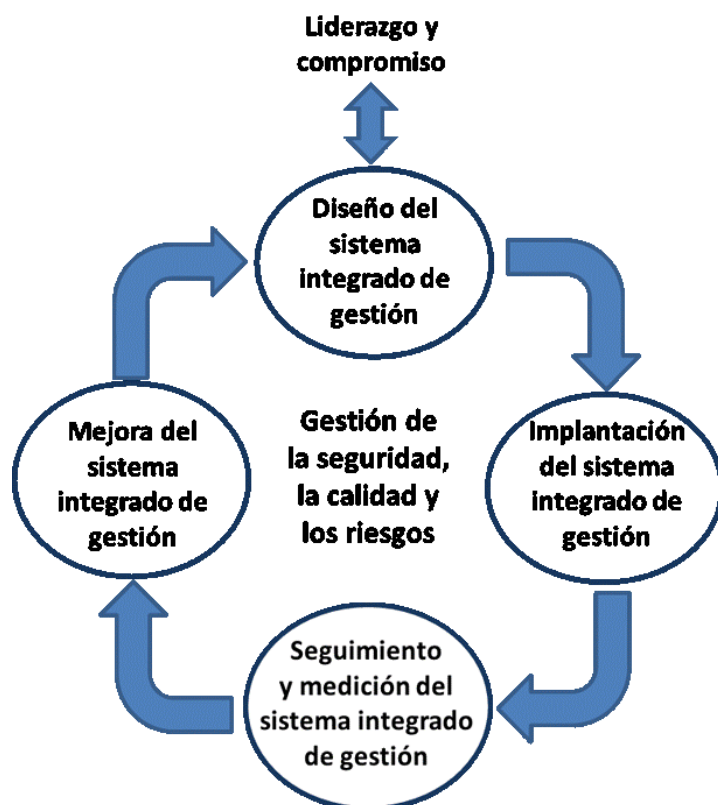 Liderazgo y
compromiso
Diseño del
sistema
integrado de
gestión
Mejora del
sistema
integrado de
gestión
Gestión de
la seguridad,
la calidad y
los riesgos
Implantación
del sistema
integrado de
gestión
Seguimiento
y medición del
sistema integrado
de gestión